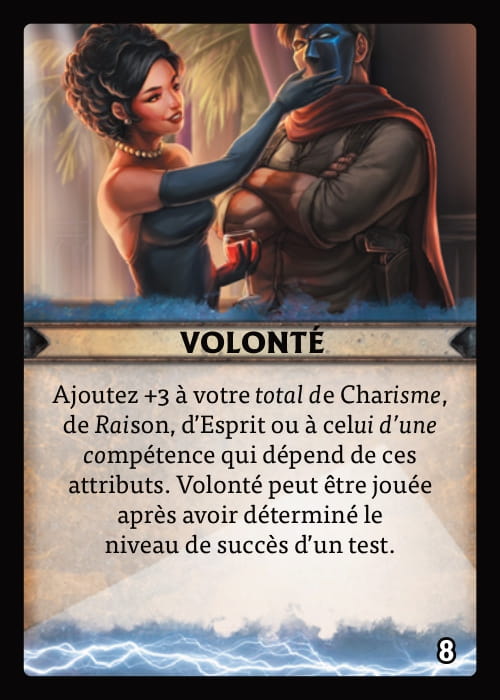 VOLONTÉ
Ajoutez +3 à votre total de Charisme,
de Raison, d’Esprit ou à celui d’une
compétence qui dépend de ces
attributs. Volonté peut être jouée
après avoir déterminé le
niveau de succès d’un test.
8